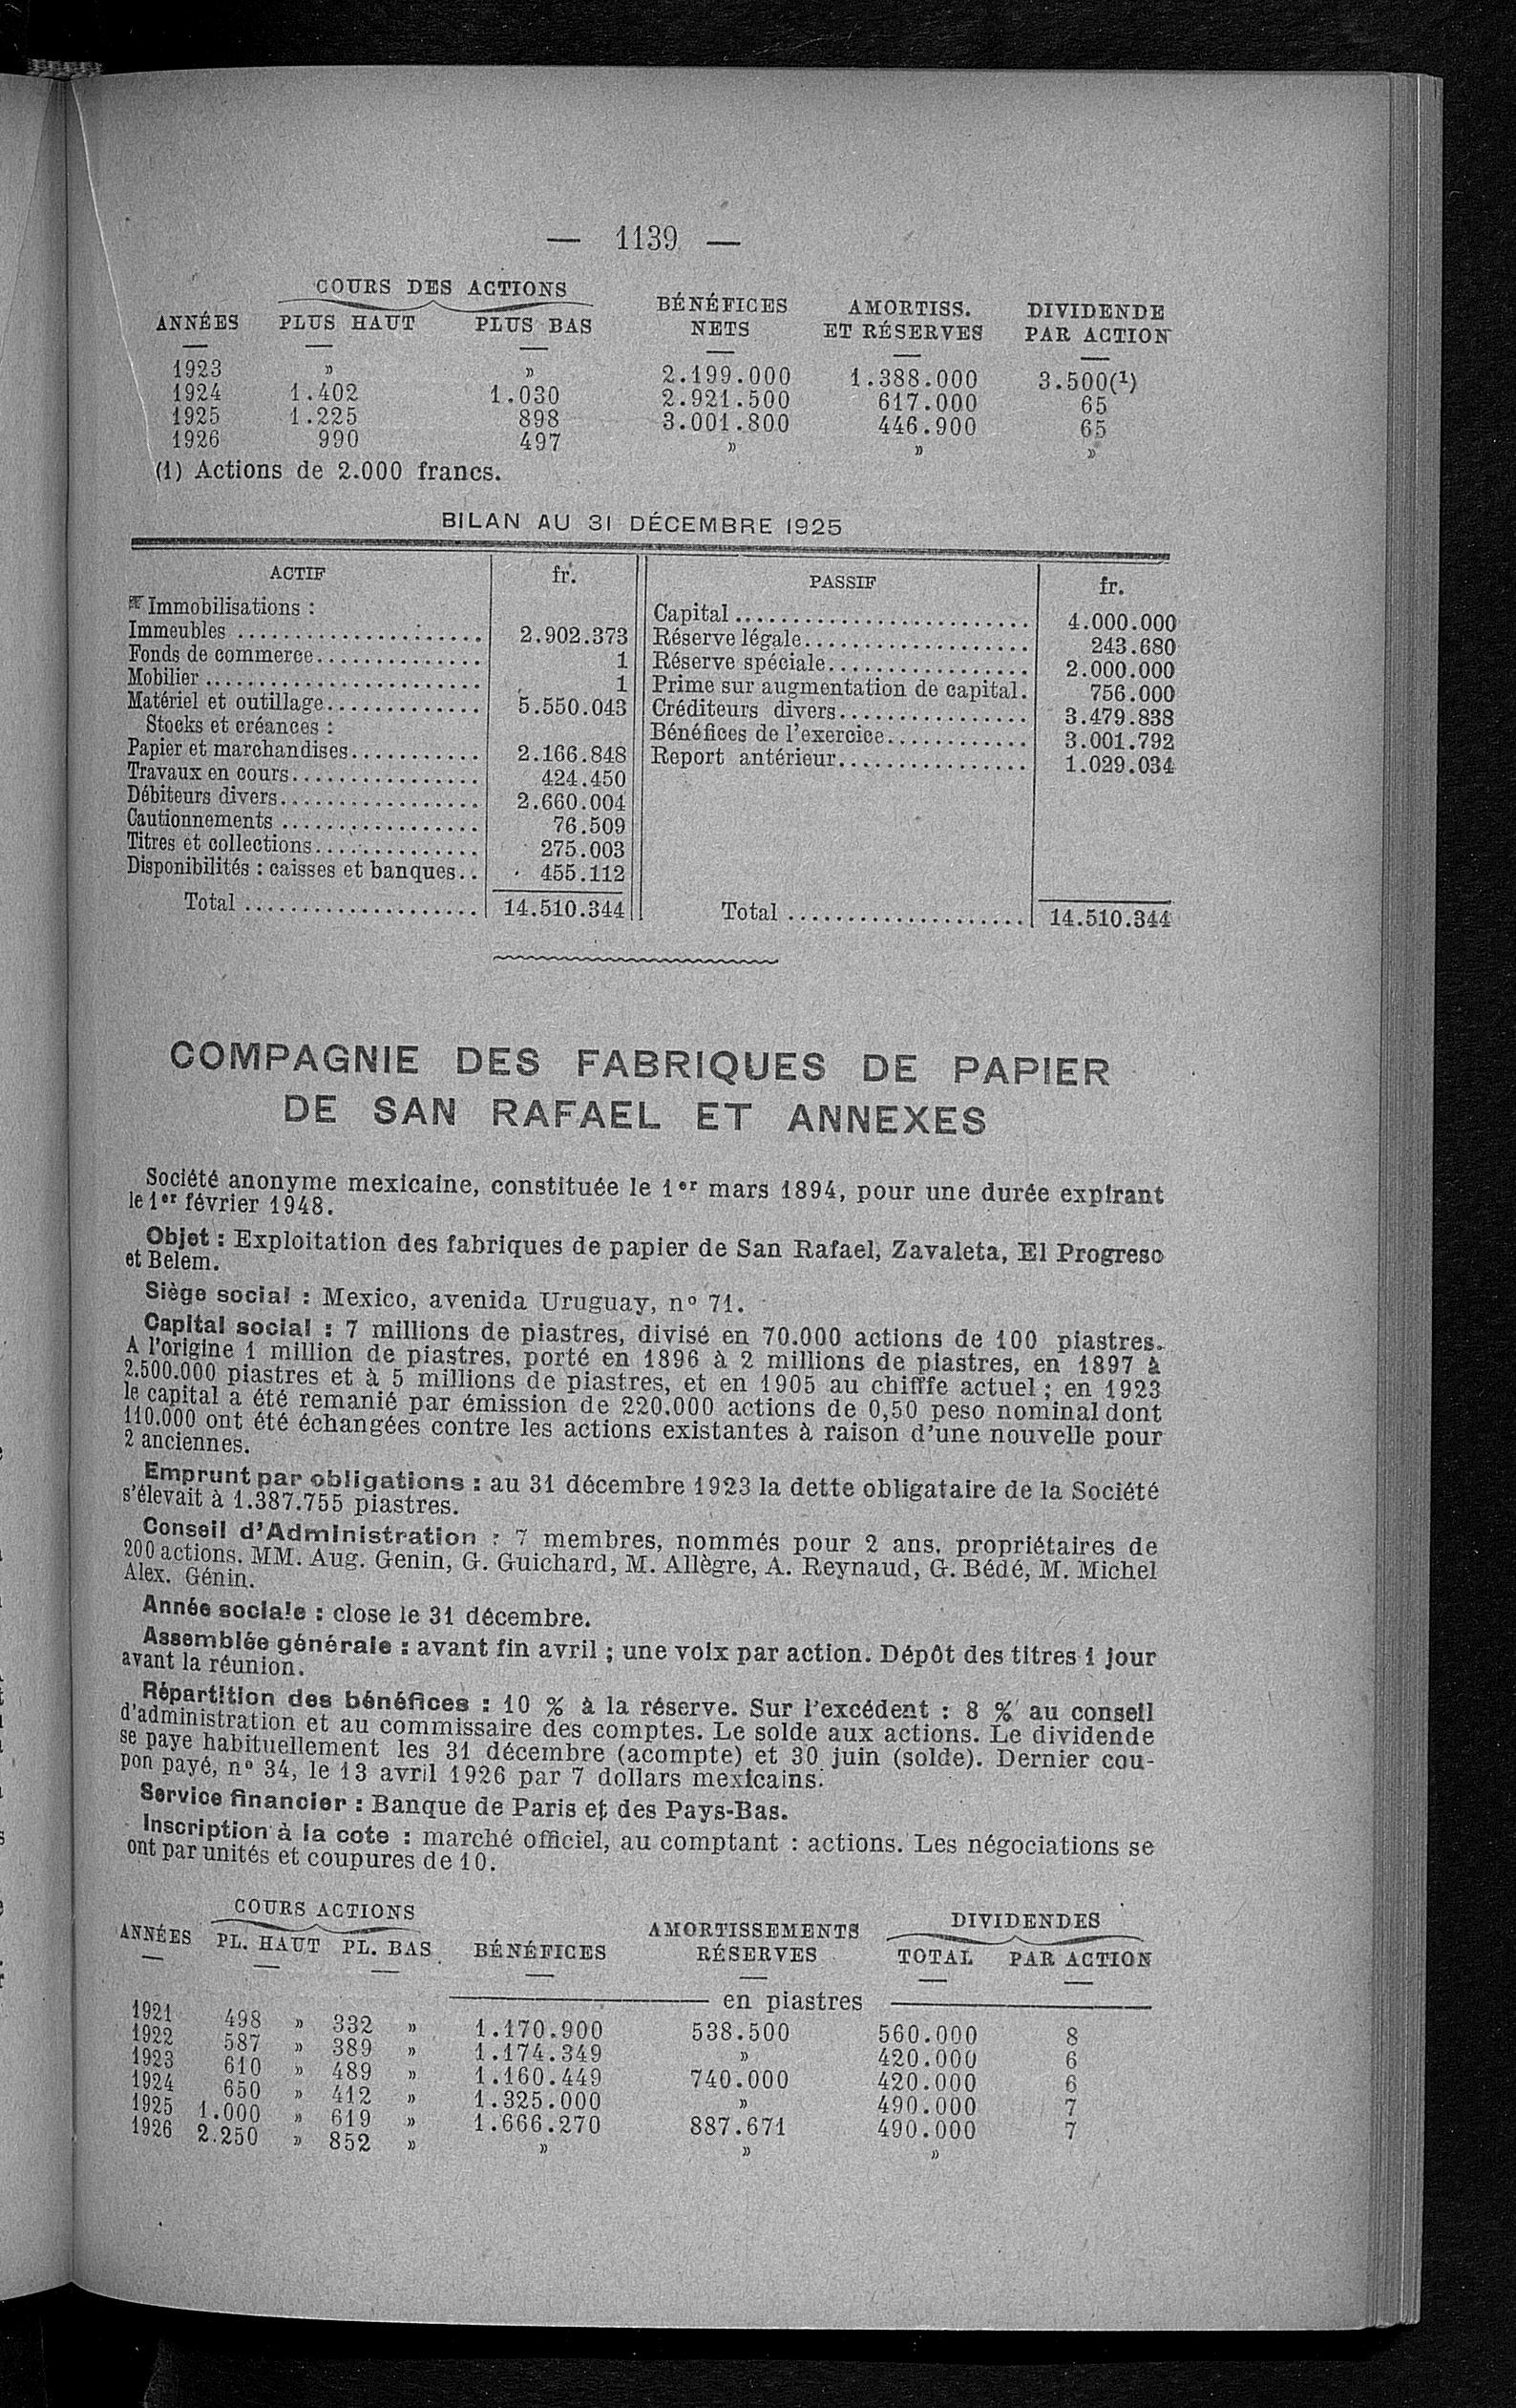 — 1139 —
COURS DES ACTIONS
ANNÉES PLUS HAUT PLUS BAS BÉNÉFICES NETS AMORTISS. ET RÉSERVES DIVIDENDE PAR ACTION
1923 » » 2.199.000 1.388.000 3.500(1)
1924 1.402 1.030 2.921.500 617.000 65
1925 1.225 898 3.001.800 446.900 65
1926 990 497 » » »
(1) Actions de 2.000 francs.
BILAN AU 31 DÉCEMBRE 1925
ACTIF fr.
Immobilisations :
Immeubles ..................... 2.902.373
Fonds de commerce............... 1
Mobilier ........................ 1
Matériel et outillage............. 5.550.043
Stocks et créances :
Papier et marchandises........... 2.166.848
Travaux en cours................. 424.450
Débiteurs divers.................. 2.660.004
Cautionnements ................. 76.509
Titres et collections............... 275.003
Disponibilités : caisses et banques.. 455.112
Total .................... 14.510.344
PASSIF fr.
Capital ......................... 4.000.000
Réserve légale................... 243.680
Réserve spéciale................. 2.000.000
Prime sur augmentation de capital. 756.000
Créditeurs divers................ 3.479.838
Bénéfices de l'exercice............ 3.001.792
Report antérieur................ 1.029.034
Total .................... 14.510.344
COMPAGNIE DES FABRIQUES DE PAPIER
DE SAN RAFAEL ET ANNEXES
Société anonyme mexicaine, constituée le 1er mars 1894, pour une durée expirant
le 1er février 1948.
Objet : Exploitation des fabriques de papier de San Rafael, Zavaleta, El Progreso
et Belem.
Siège social : Mexico, avenida Uruguay, nº 71.
Capital social : 7 millions de piastres, divisé en 70.000 actions de 100 piastres.
A l'origine 1 million de piastres, porté en 1896 à 2 millions de piastres, en 1897 à
2.500.000 piastres et à 5 millions de piastres, et en 1905 au chifffe actuel ; en 1923
le capital a été remanié par émission de 220.000 actions de 0,50 peso nominal dont
110.000 ont été échangées contre les actions existantes à raison d'une nouvelle pour
2 anciennes.
Emprunt par obligations : au 31 décembre 1923 la dette obligataire de la Société
s'élevait à 1.387.755 piastres.
Conseil d'Administration : 7 membres, nommés pour 2 ans, propriétaires de
200 actions. MM. Aug. Genin, G. Guichard, M. Allègre, A. Reynaud, G. Bédé, M. Michel
Alex. Génin.
Année sociale : close le 31 décembre.
Assemblée générale : avant fin avril ; une voix par action. Dépôt des titres 1 jour
avant la réunion.
Répartition des bénéfices : 10 % à la réserve. Sur l'excédent : 8 % au conseil
d'administration et au commissaire des comptes. Le solde aux actions. Le dividende
se paye habituellement les 31 décembre (acompte) et 30 juin (solde). Dernier cou-
pon payé, nº 34, le 13 avril 1926 par 7 dollars mexicains.
Service financier : Banque de Paris et des Pays-Bas.
Inscription à la cote : marché officiel, au comptant : actions. Les négociations se
ont par unités et coupures de 10.
COURS ACTIONS DIVIDENDES
ANNÉES PL. HAUT PL. BAS BÉNÉFICES AMORTISSEMENTS RÉSERVES TOTAL PAR ACTION
en piastres
1921 498 » 332 » 1.170.900 538.500 560.000 8
1922 587 » 389 » 1.174.349 » 420.000 6
1923 610 » 489 » 1.160.449 740.000 420.000 6
1924 650 » 412 » 1.325.000 » 490.000 7
1925 1.000 » 619 » 1.666.270 887.671 490.000 7
1926 2.250 » 852 » » » »